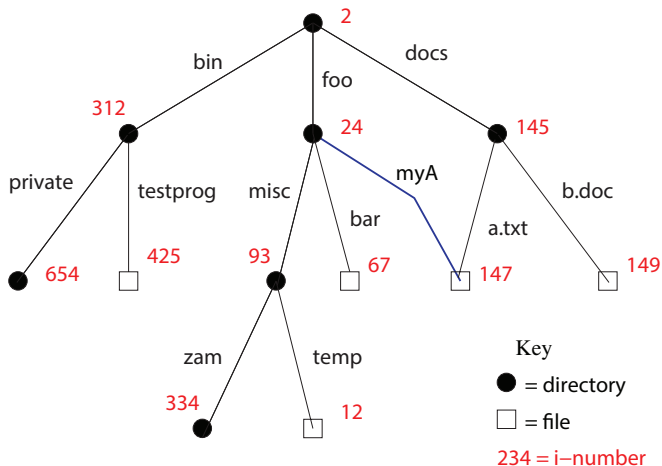 2
bin
foo
docs
312
24
145
private
testprog
misc
myA
bar
a.txt
b.doc
654
425
93
67
147
149
zam
temp
334
12
Key
= directory
= file
234 = i−number